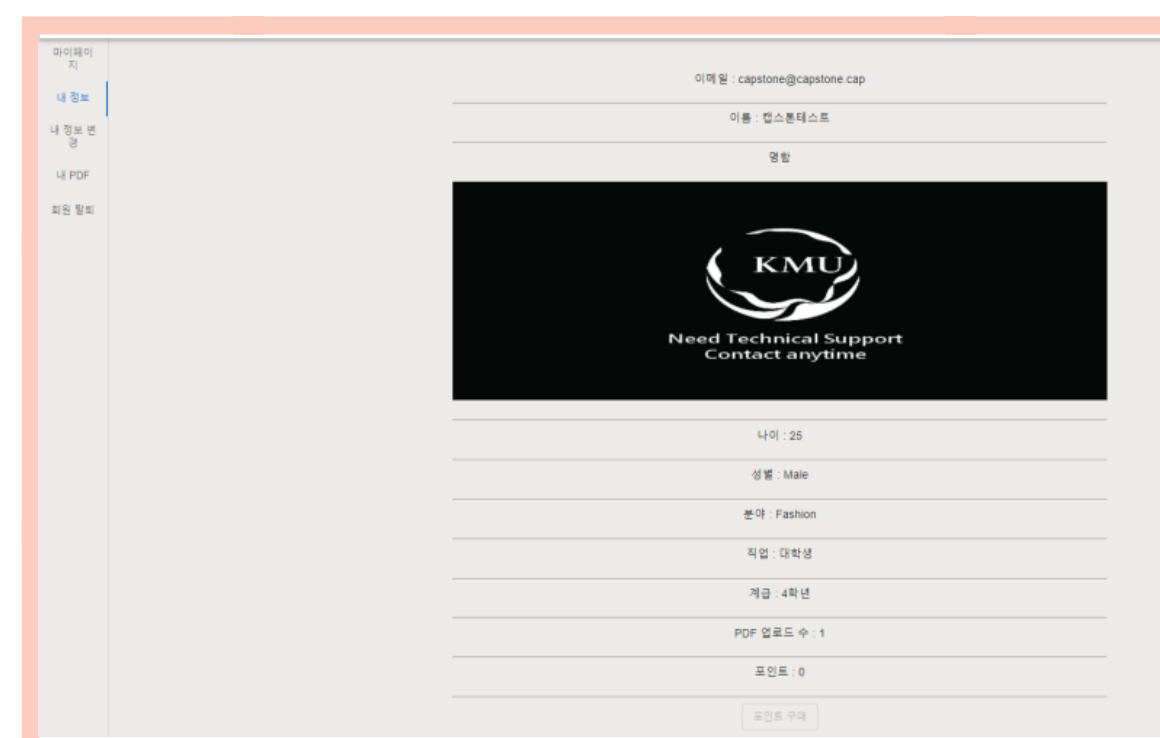 마이페이
지
내 정보
내 정보 변
경
내 PDF
회원 탈퇴
이메일 : capstone@capstone.cap
이름 : 캡스톤테스트
명함
KMU
Need Technical Support
Contact anytime
나이 : 25
성별 : Male
분야 : Fashion
직업 : 대학생
계급 : 4학년
PDF 업로드 수 : 1
포인트 : 0
포인트 구매